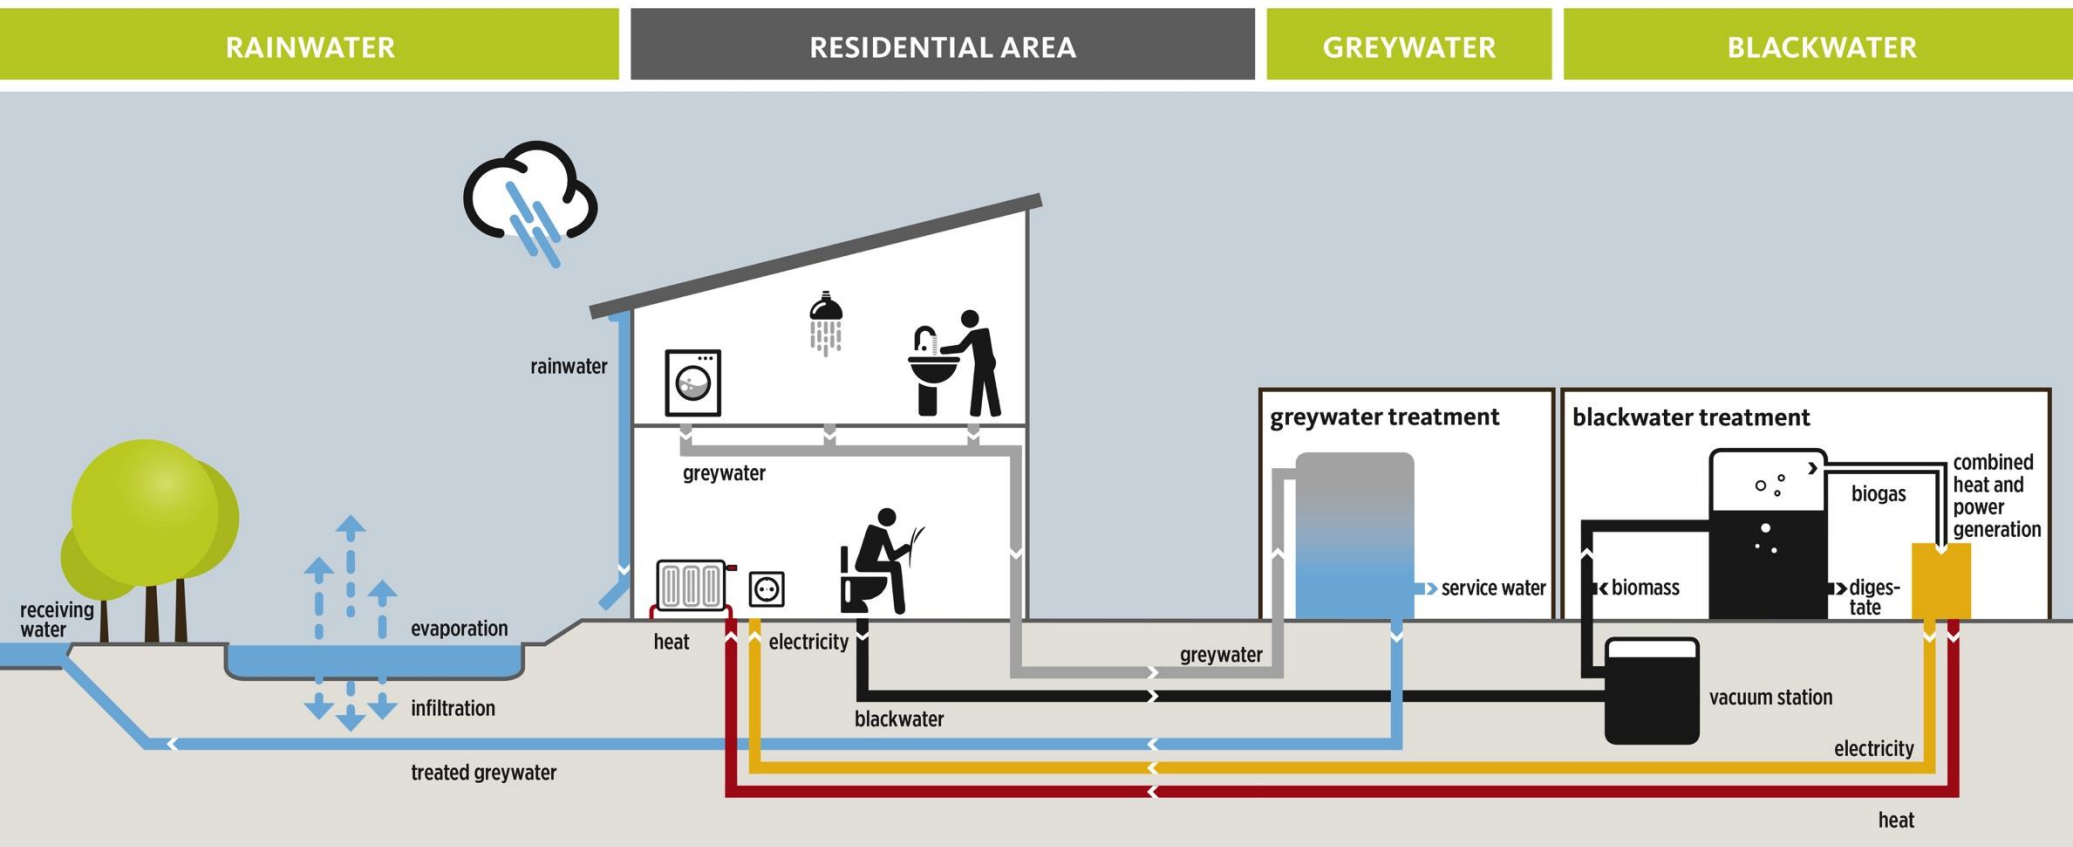 RAINWATER
RESIDENTIAL AREA
GREYWATER
BLACKWATER
rainwater
greywater
receiving
water
evaporation
infiltration
treated greywater
heat
electricity
blackwater
greywater
greywater treatment
service water
blackwater treatment
biomass
biogas
combined
heat and
power
generation
diges-
tate
vacuum station
electricity
heat